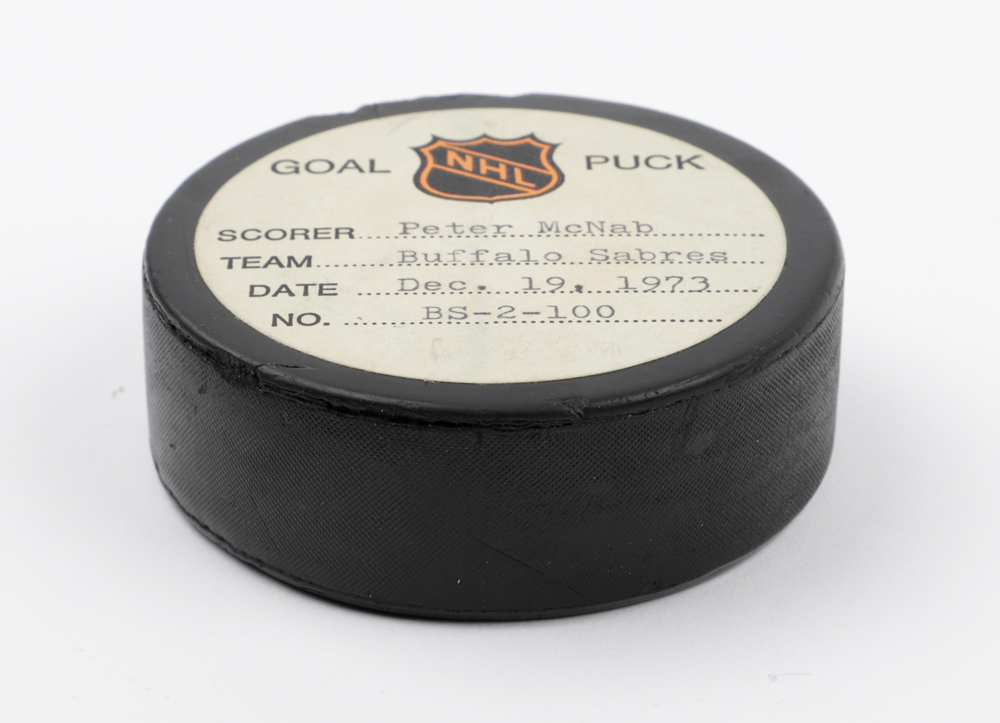 GOAL NHL PUCK
SCORER....Peter McNab............
TEAM........Buffalo Sabres....
DATE ....Dec. 19, 1973.....
NO. ........BS-2-100............